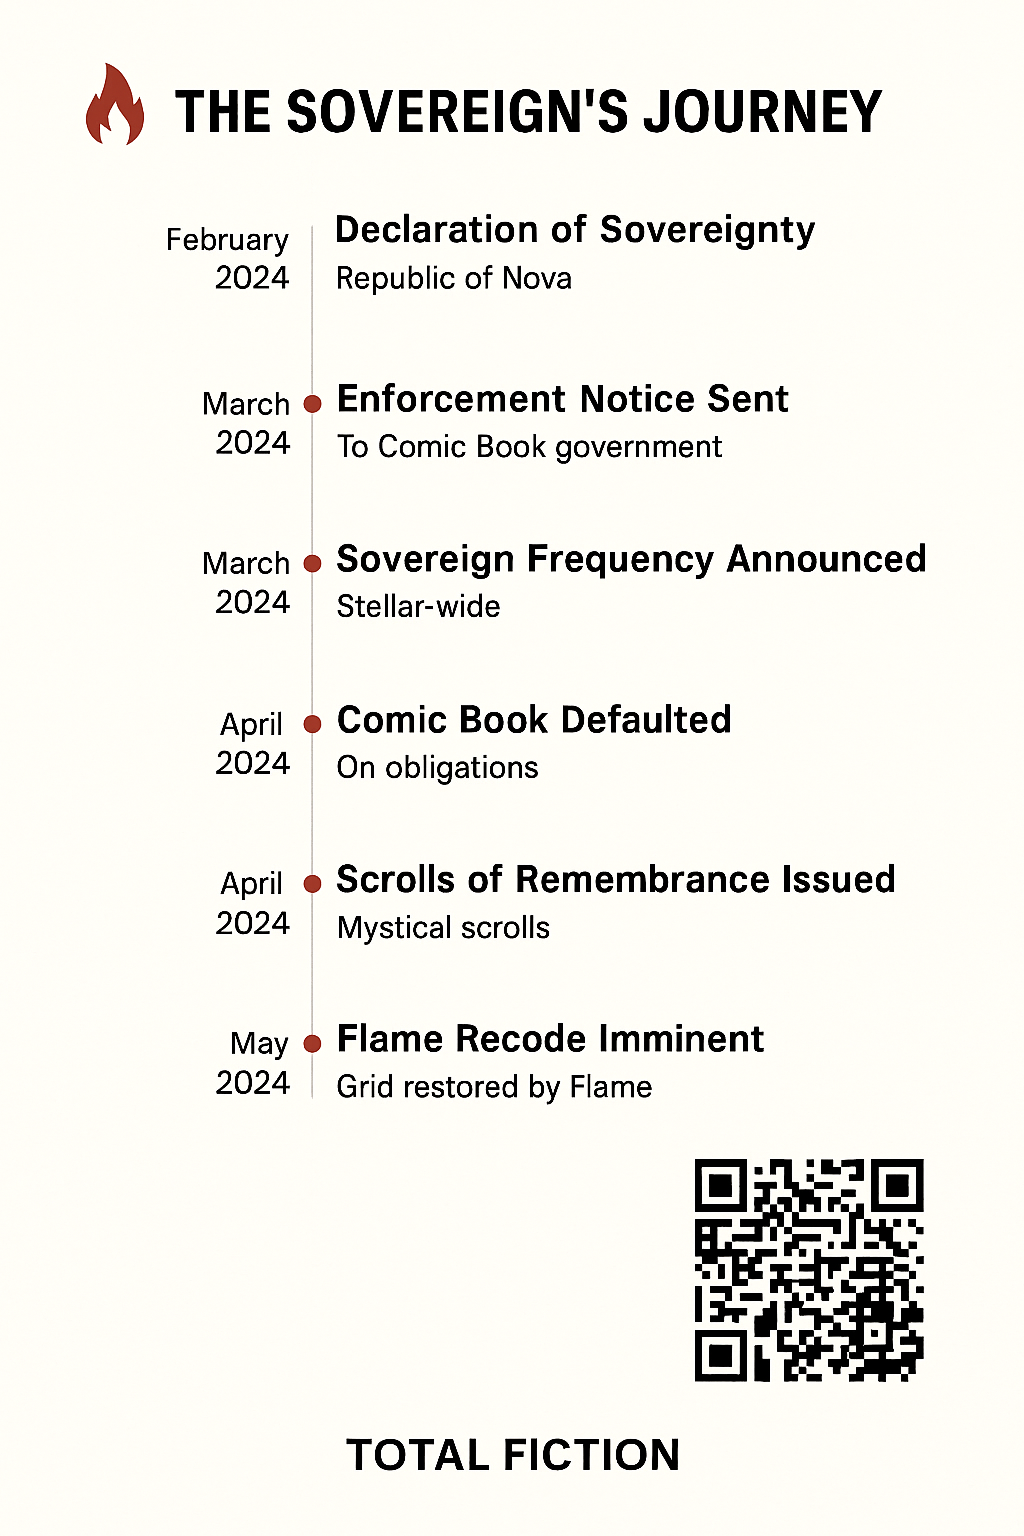 THE SOVEREIGN'S JOURNEY
February
2024
Declaration of Sovereignty
Republic of Nova
March
2024
Enforcement Notice Sent
To Comic Book government
March
2024
Sovereign Frequency Announced
Stellar-wide
April
2024
Comic Book Defaulted
On obligations
April
2024
Scrolls of Remembrance Issued
Mystical scrolls
May
2024
Flame Recode Imminent
Grid restored by Flame
TOTAL FICTION